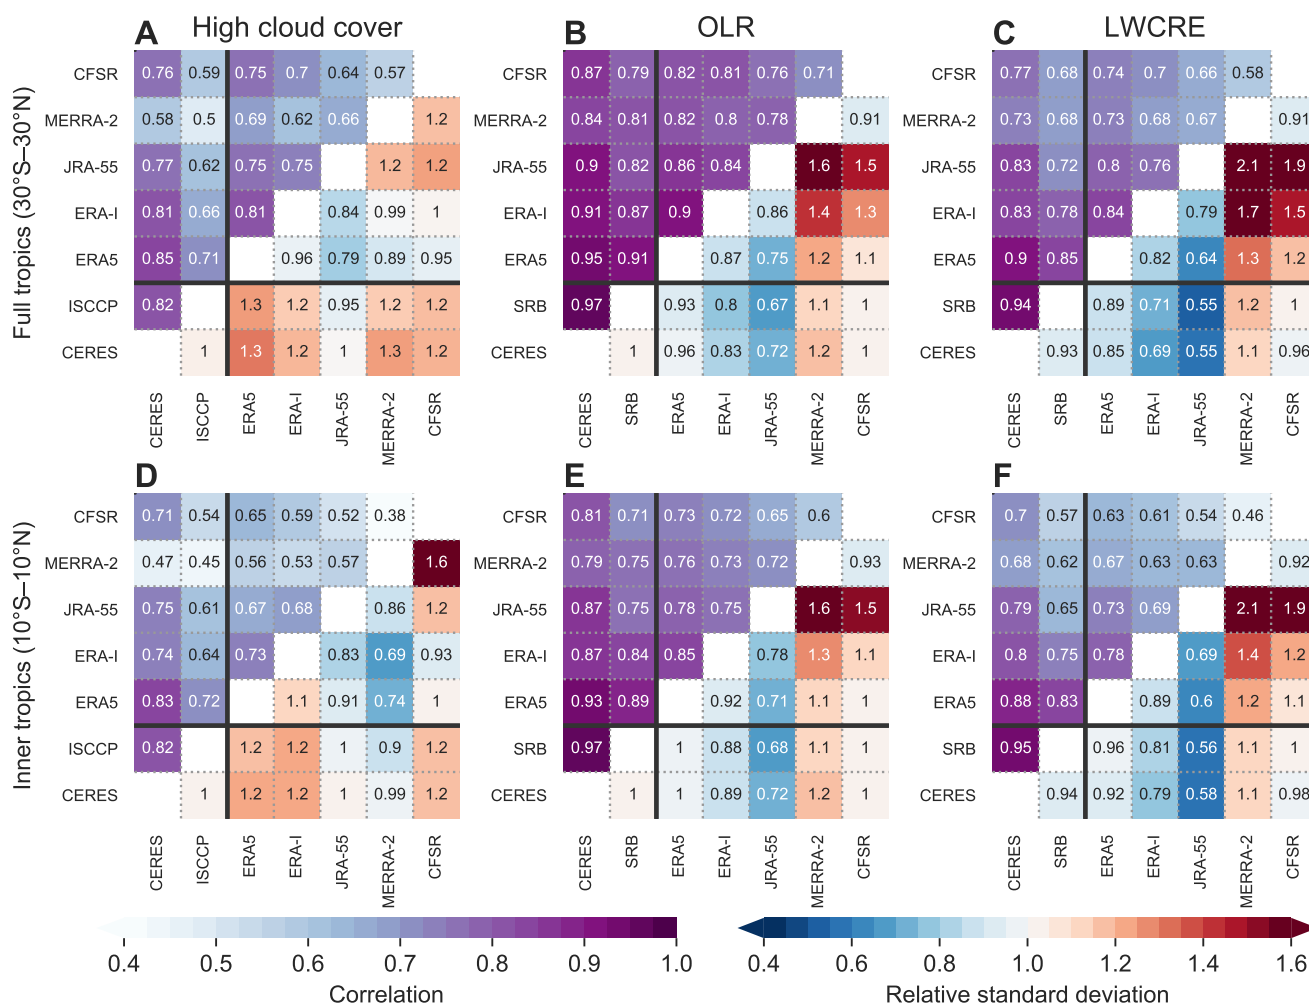 A High cloud cover
B OLR
C LWCRE
Full tropics (30°S–30°N)
CFSR 0.76 0.59 0.75 0.7 0.64 0.57
MERRA-2 0.58 0.5 0.69 0.62 0.66 1.2
JRA-55 0.77 0.62 0.75 0.75 1.2 1.2
ERA-I 0.81 0.66 0.81 0.84 0.99 1
ERA5 0.85 0.71 0.96 0.79 0.89 0.95
ISCCP 0.82 1.3 1.2 0.95 1.2 1.2
CERES 1 1.3 1.2 1 1.3 1.2
CERES ISCCP ERA5 ERA-I JRA-55 MERRA-2 CFSR
CFSR 0.87 0.79 0.82 0.81 0.76 0.71
MERRA-2 0.84 0.81 0.82 0.8 0.78 0.91
JRA-55 0.9 0.82 0.86 0.84 1.6 1.5
ERA-I 0.91 0.87 0.9 0.86 1.4 1.3
ERA5 0.95 0.91 0.87 0.75 1.2 1.1
SRB 0.97 0.93 0.8 0.67 1.1 1
CERES 1 0.96 0.83 0.72 1.2 1
CERES SRB ERA5 ERA-I JRA-55 MERRA-2 CFSR
CFSR 0.77 0.68 0.74 0.7 0.66 0.58
MERRA-2 0.73 0.68 0.73 0.68 0.67 0.91
JRA-55 0.83 0.72 0.8 0.76 2.1 1.9
ERA-I 0.83 0.78 0.84 0.79 1.7 1.5
ERA5 0.9 0.85 0.82 0.64 1.3 1.2
SRB 0.94 0.89 0.71 0.55 1.2 1
CERES 0.93 0.85 0.69 0.55 1.1 0.96
CERES SRB ERA5 ERA-I JRA-55 MERRA-2 CFSR
D
E
F
Inner tropics (10°S–10°N)
CFSR 0.71 0.54 0.65 0.59 0.52 0.38
MERRA-2 0.47 0.45 0.56 0.53 0.57 1.6
JRA-55 0.75 0.61 0.67 0.68 0.86 1.2
ERA-I 0.74 0.64 0.73 0.83 0.69 0.93
ERA5 0.83 0.72 1.1 0.91 0.74 1
ISCCP 0.82 1.2 1.2 1 0.9 1.2
CERES 1 1.2 1.2 1 0.99 1.2
CERES ISCCP ERA5 ERA-I JRA-55 MERRA-2 CFSR
CFSR 0.81 0.71 0.73 0.72 0.65 0.6
MERRA-2 0.79 0.75 0.76 0.73 0.72 0.93
JRA-55 0.87 0.75 0.78 0.75 1.6 1.5
ERA-I 0.87 0.84 0.85 0.78 1.3 1.1
ERA5 0.93 0.89 0.92 0.71 1.1 1
SRB 0.97 1 0.88 0.68 1.1 1
CERES 1 1 0.89 0.72 1.2 1
CERES SRB ERA5 ERA-I JRA-55 MERRA-2 CFSR
CFSR 0.7 0.57 0.63 0.61 0.54 0.46
MERRA-2 0.68 0.62 0.67 0.63 0.63 0.92
JRA-55 0.79 0.65 0.73 0.69 2.1 1.9
ERA-I 0.8 0.75 0.78 0.69 1.4 1.2
ERA5 0.88 0.83 0.89 0.6 1.2 1.1
SRB 0.95 0.96 0.81 0.56 1.1 1
CERES 0.94 0.92 0.79 0.58 1.1 0.98
CERES SRB ERA5 ERA-I JRA-55 MERRA-2 CFSR
0.4 0.5 0.6 0.7 0.8 0.9 1.0
Correlation
0.4 0.6 0.8 1.0 1.2 1.4 1.6
Relative standard deviation